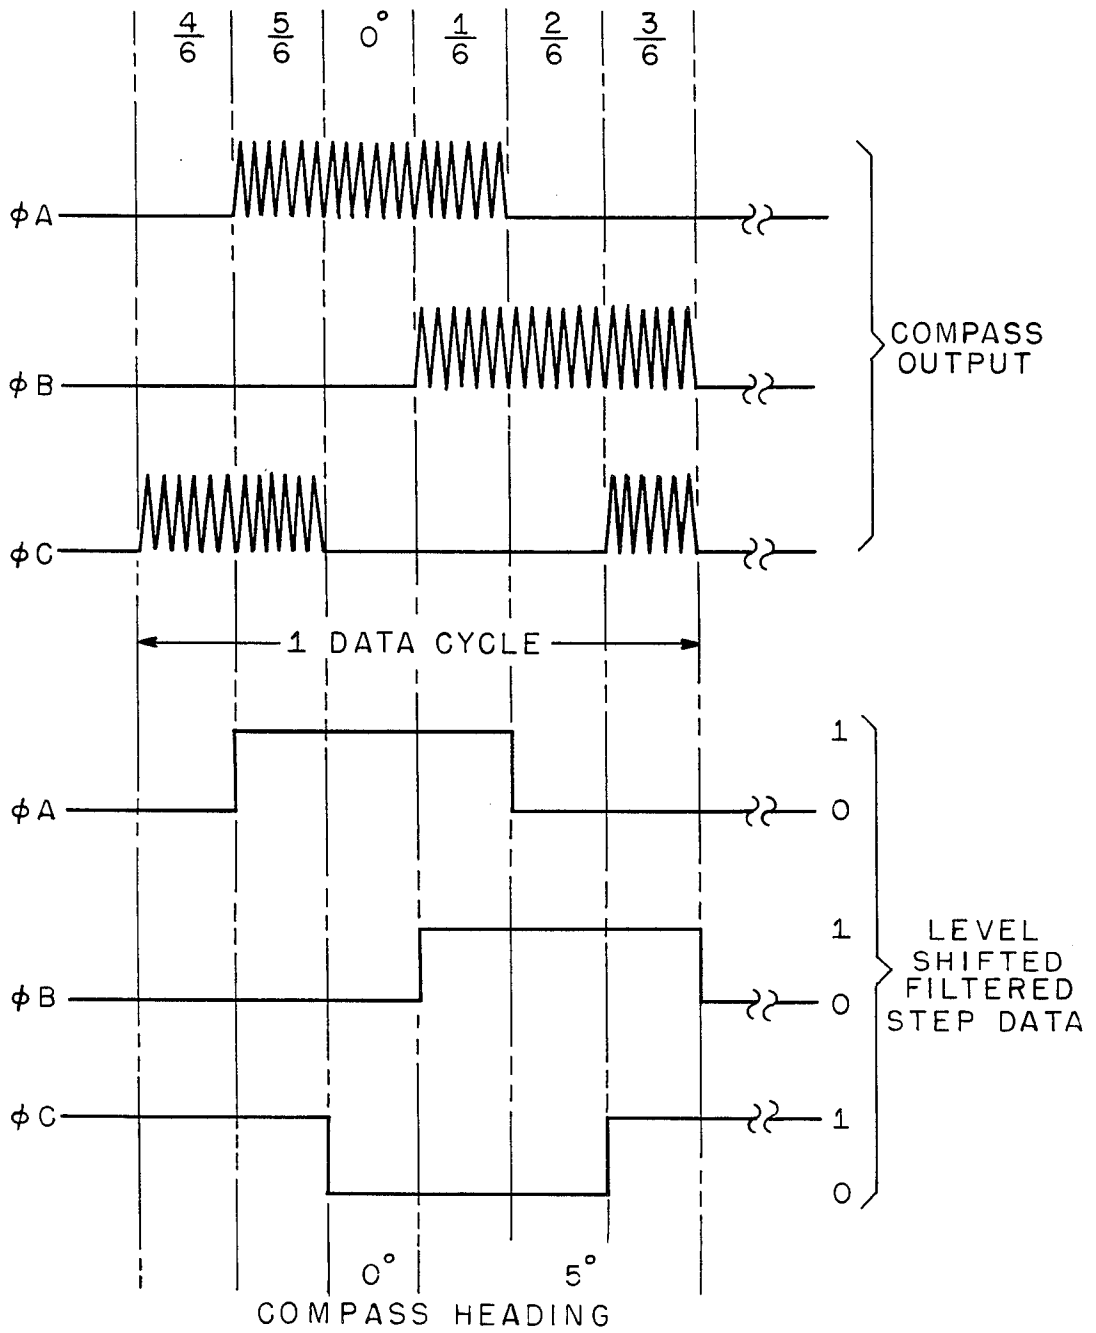 4/6 5/6 0° 1/6 2/6 3/6
φA
φB
COMPASS
OUTPUT
φC
1 DATA CYCLE
1
φA
0
1
φB
0
LEVEL
SHIFTED
FILTERED
STEP DATA
φC
1
0
0° 5°
COMPASS HEADING